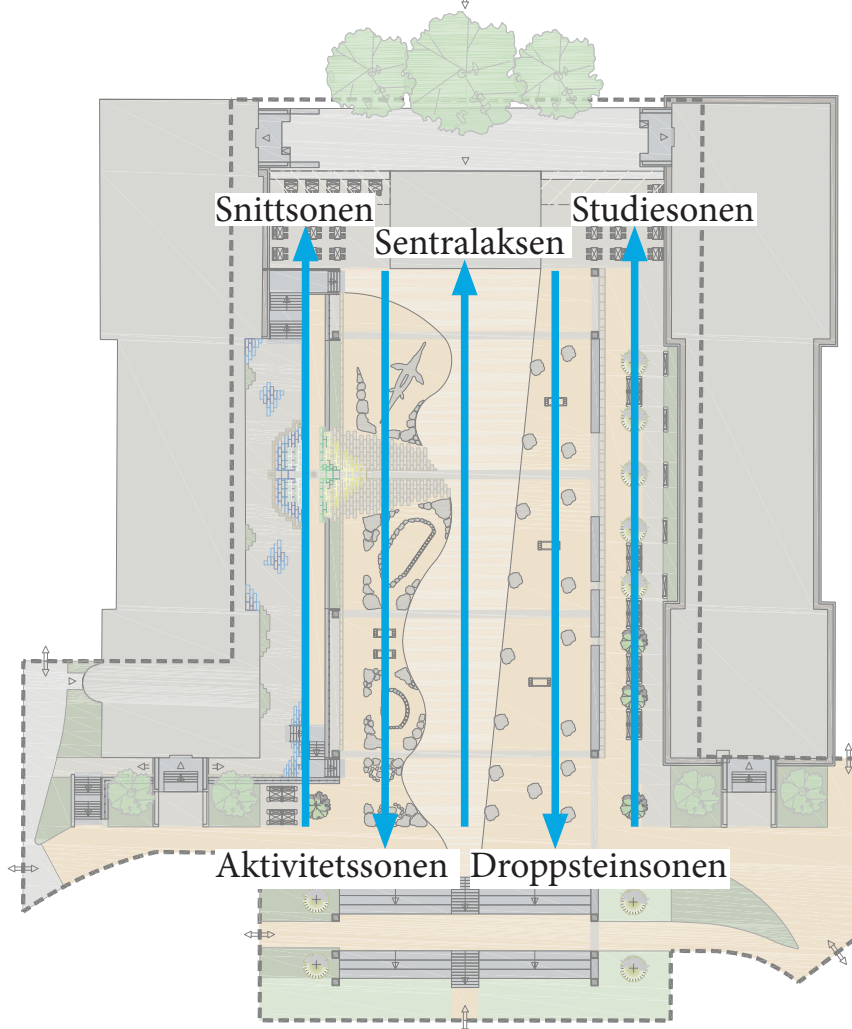 Snittsonen
Studiesonen
Sentralaksen
Aktivitetssonen
Droppsteinsonen